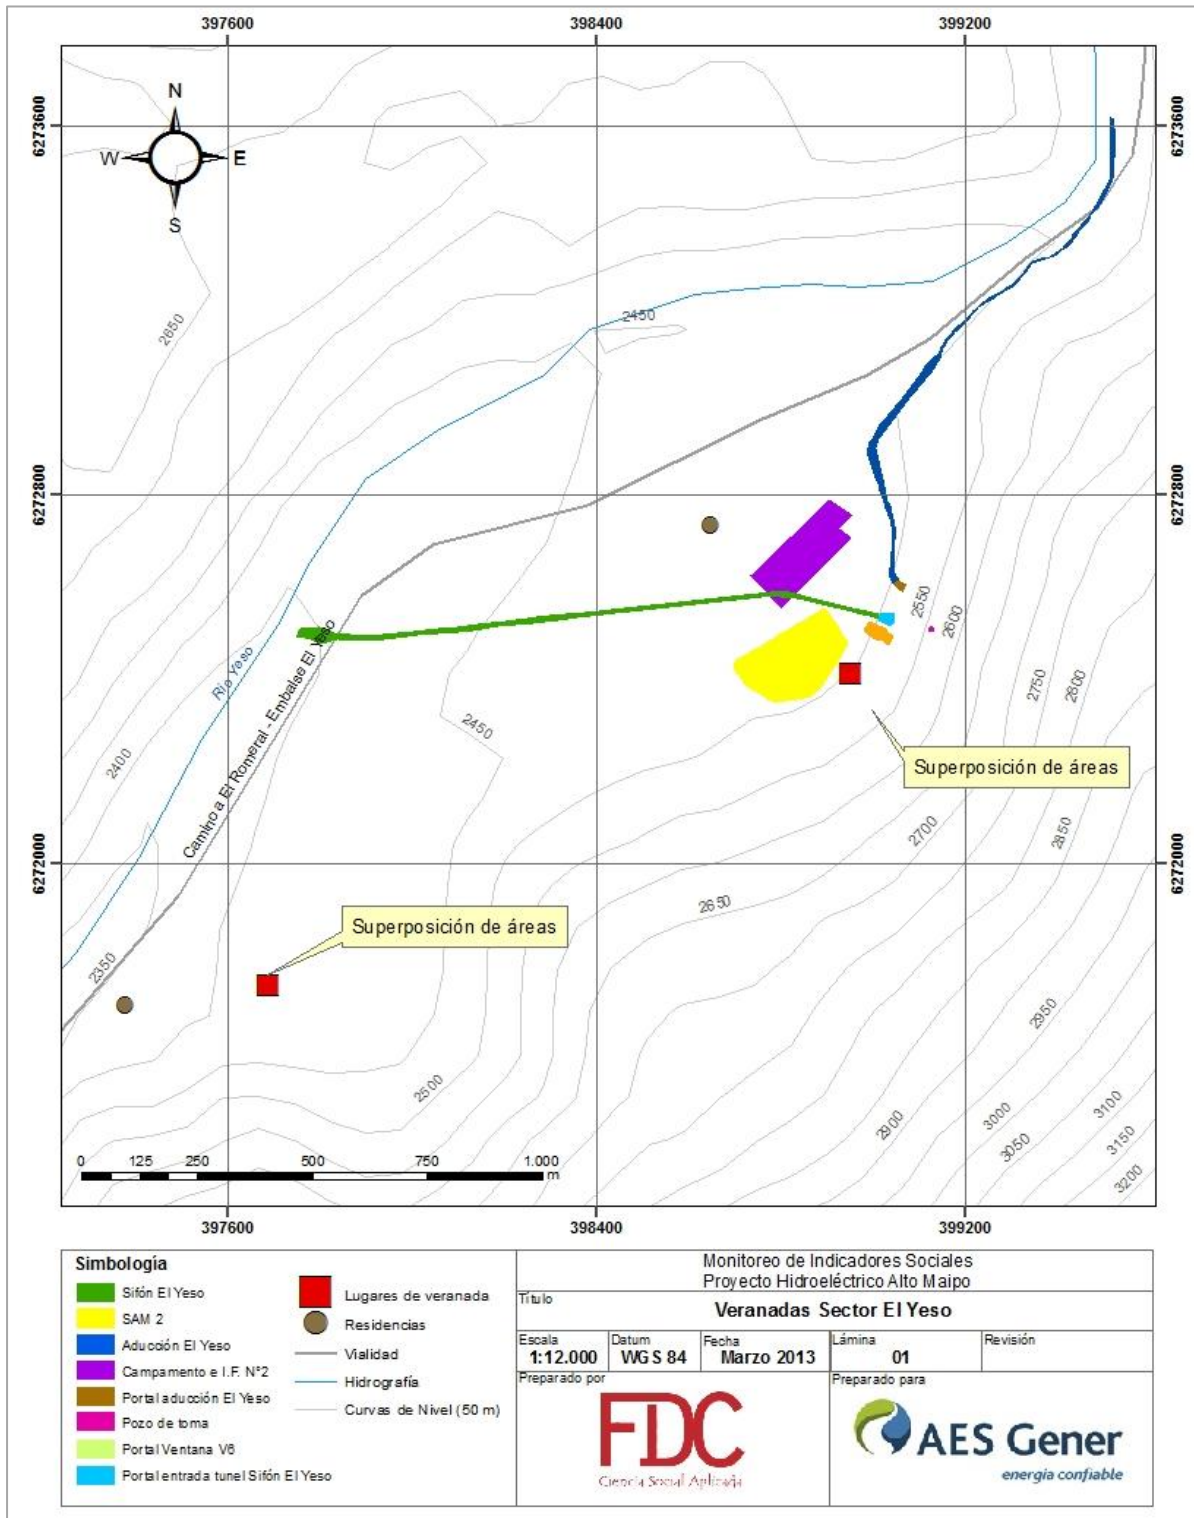 397600 398400 399200
6273600 6273600
N
W E
S
2650
2450
6272800 6272800
2550
2600
Río Yeso
Camino a El Romeral - Embalse El Yeso
2450
2750
2800
2400
Superposición de áreas
2700
2850
6272000 6272000
2650
Superposición de áreas
2350
2950
2500
2900
3000
3050
3100
3150
3200
0 125 250 500 750 1.000
m
397600 398400 399200
Simbología
Sifón El Yeso
SAM 2
Aducción El Yeso
Campamento e I.F. N°2
Portal aducción El Yeso
Pozo de toma
Portal Ventana V6
Portal entrada tunel Sifón El Yeso
Lugares de veranada
Residencias
Vialidad
Hidrografía
Curvas de Nivel (50 m)
Monitoreo de Indicadores Sociales
Proyecto Hidroeléctrico Alto Maipo
Título
Veranadas Sector El Yeso
Escala Datum Fecha Lámina Revisión
1:12.000 WGS 84 Marzo 2013 01
Preparado por Preparado para
FDC
Ciencia Social Aplicada
AES Gener
energía confiable